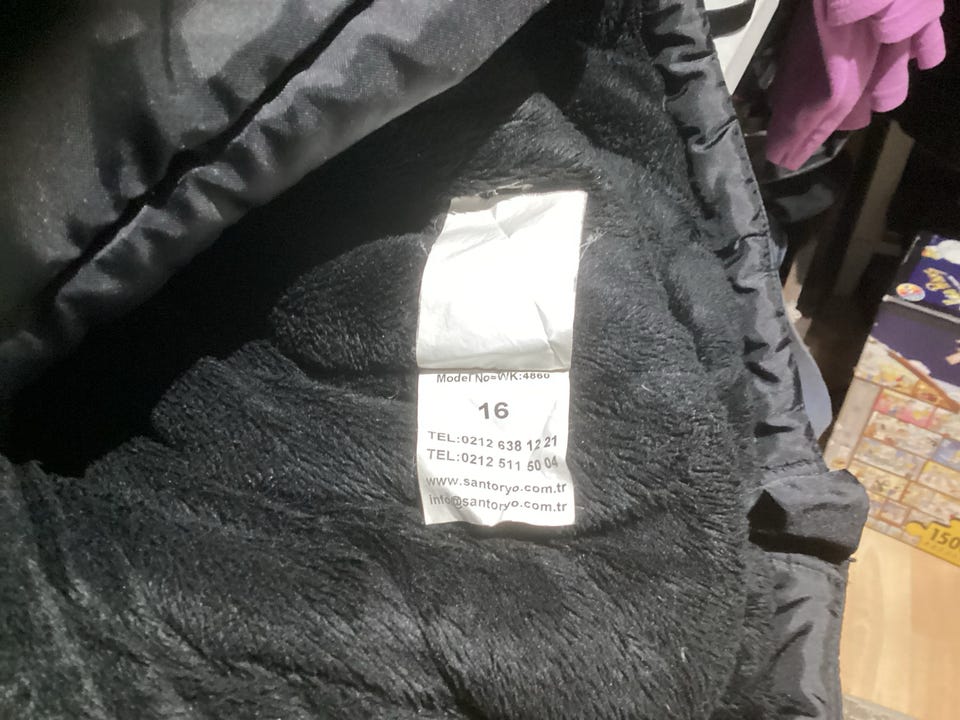 Model No=WK:4860
16
TEL:0212 638 12 21
TEL:0212 511 50 04
www.santoryo.com.tr
info@santoryo.com.tr
150